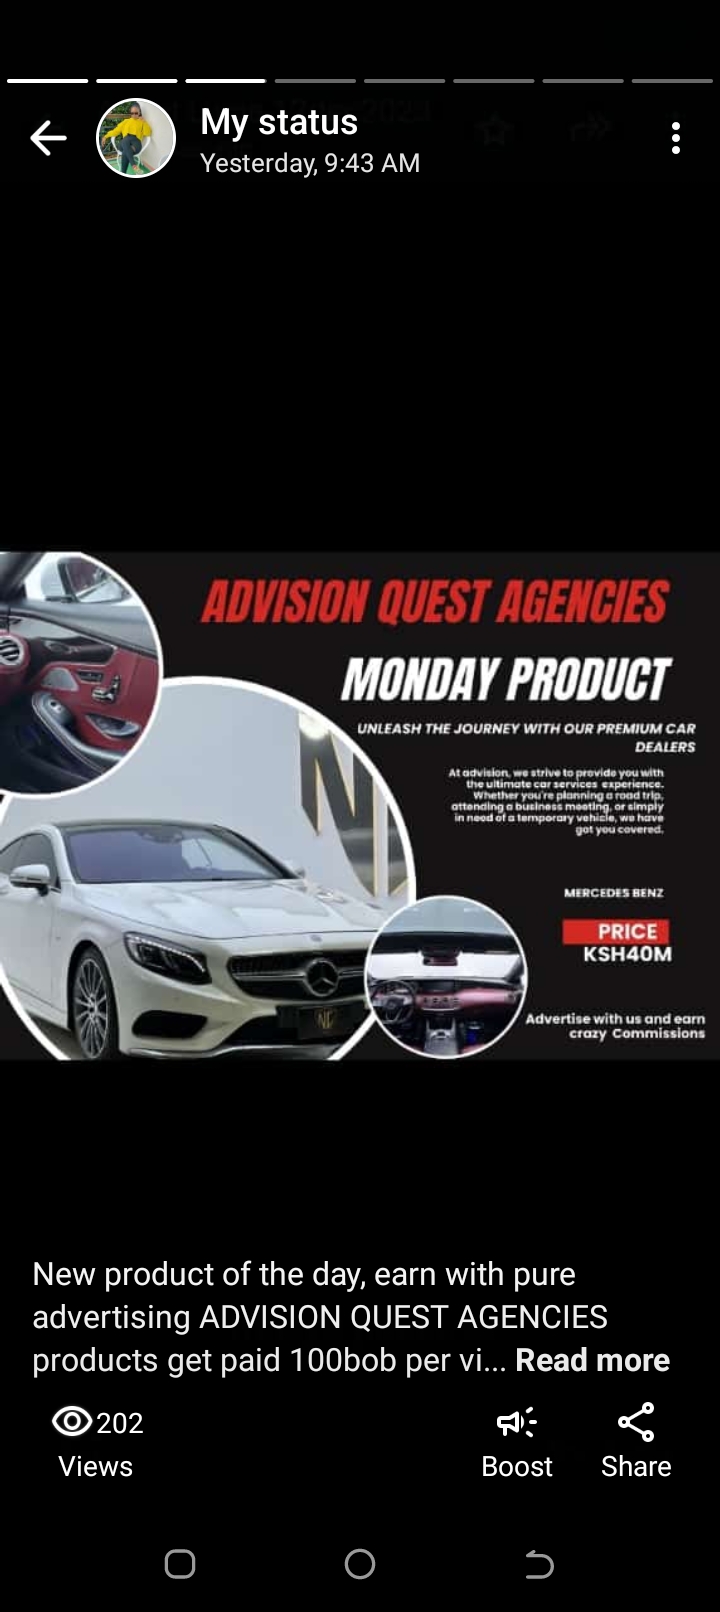 My status
Yesterday, 9:43 AM
ADVISION QUEST AGENCIES
MONDAY PRODUCT
UNLEASH THE JOURNEY WITH OUR PREMIUM CAR
DEALERS
At advision, we strive to provide you with
the ultimate car services experience.
Whether you're planning a road trip,
attending a business meeting, or simply
in need of a temporary vehicle, we have
got you covered.
MERCEDES BENZ
PRICE
KSH40M
Advertise with us and earn
crazy Commissions
New product of the day, earn with pure
advertising ADVISION QUEST AGENCIES
products get paid 100bob per vi... Read more
202
Views
Boost
Share